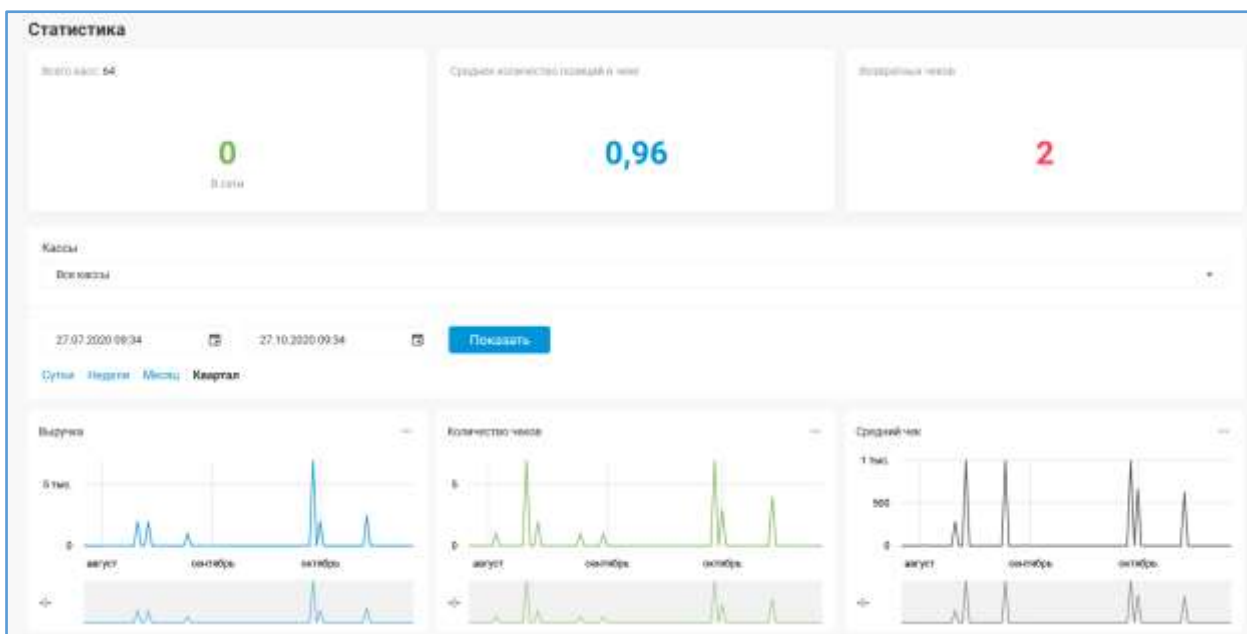 Статистика
Всего касс: 64
Среднее количество позиций в чеке
Возвратных чеков
0
0,96
2
В сети
Кассы
Все кассы
27.07.2020 09:34
27.10.2020 09:34
Показать
Сутки Неделя Месяц Квартал
Выручка
Количество чеков
Средний чек
5 тыс.
0
август сентябрь октябрь
5
0
август сентябрь октябрь
1 тыс.
500
0
август сентябрь октябрь